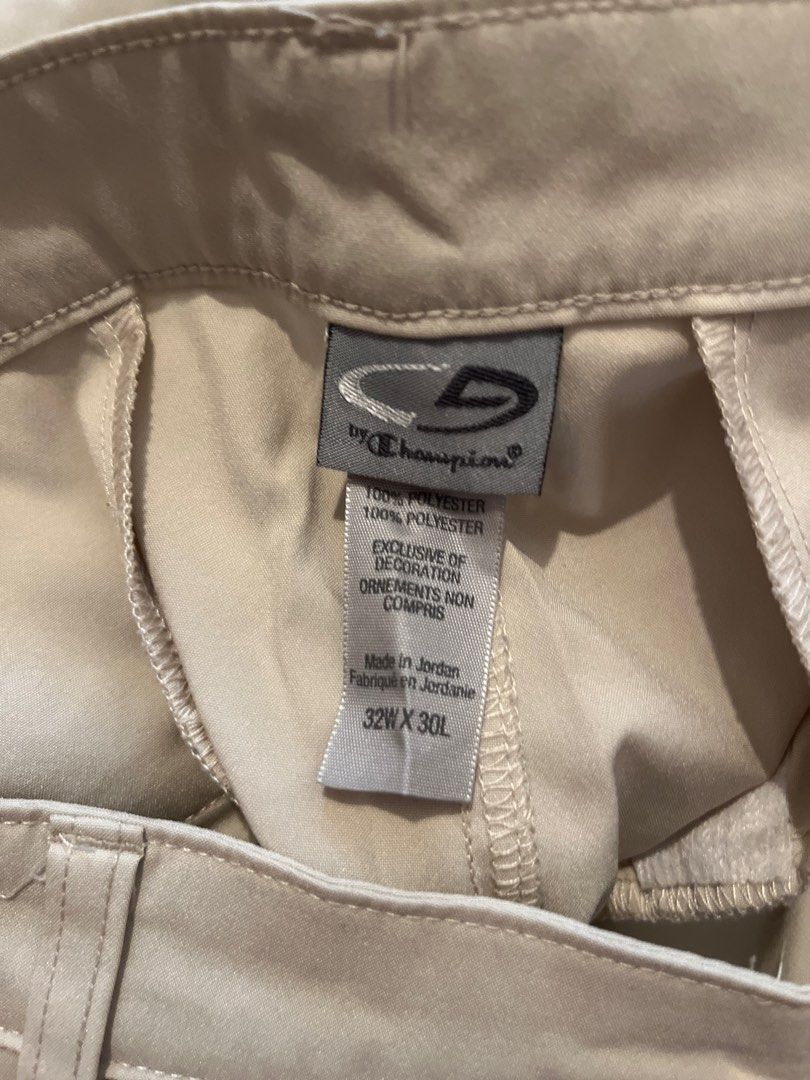 by Champion®
100% POLYESTER
100% POLYESTER
EXCLUSIVE OF
DECORATION
ORNEMENTS NON
COMPRIS
Made in Jordan
Fabriqué en Jordanie
32W X 30L